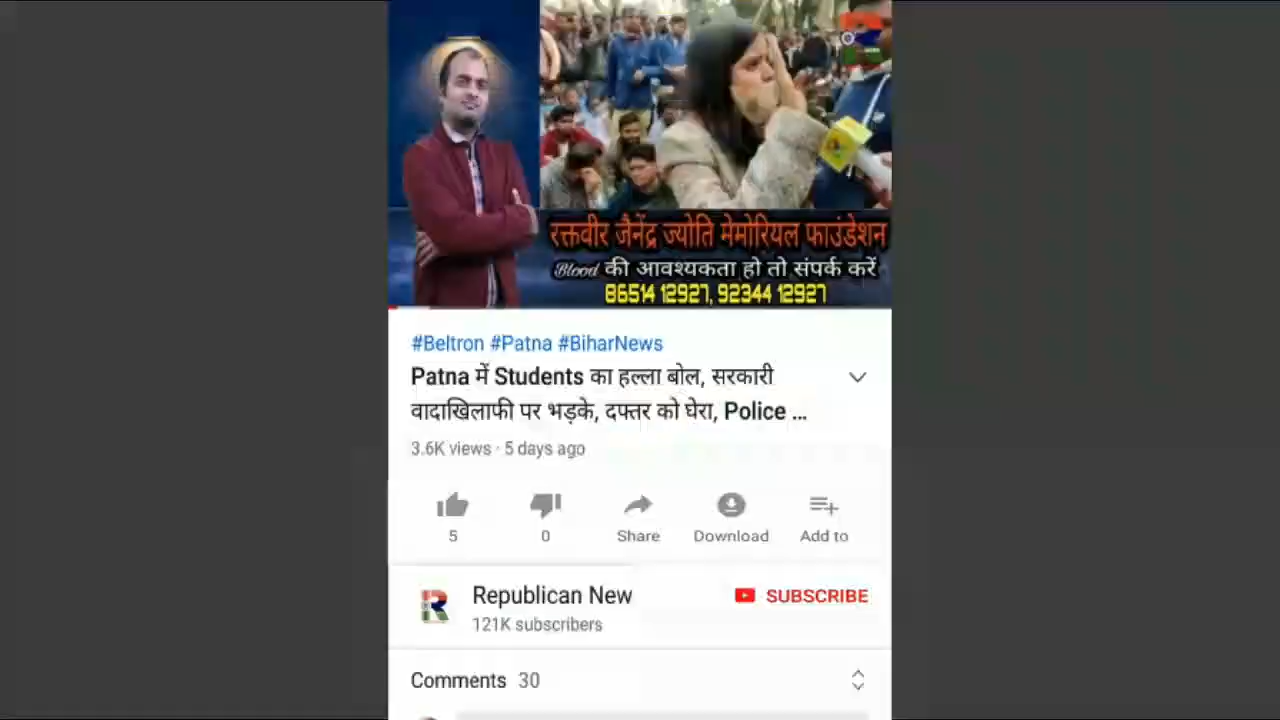 रक्तवीर जैनेंद्र ज्योति मेमोरियल फाउंडेशन
Blood की आवश्यकता हो तो संपर्क करें
86514 12927, 92344 12927
#Beltron #Patna #BiharNews
Patna में Students का हल्ला बोल, सरकारी
वादाखिलाफी पर भड़के, दफ्तर को घेरा, Police ...
3.6K views · 5 days ago
5 0 Share Download Add to
Republican New SUBSCRIBE
121K subscribers
Comments 30